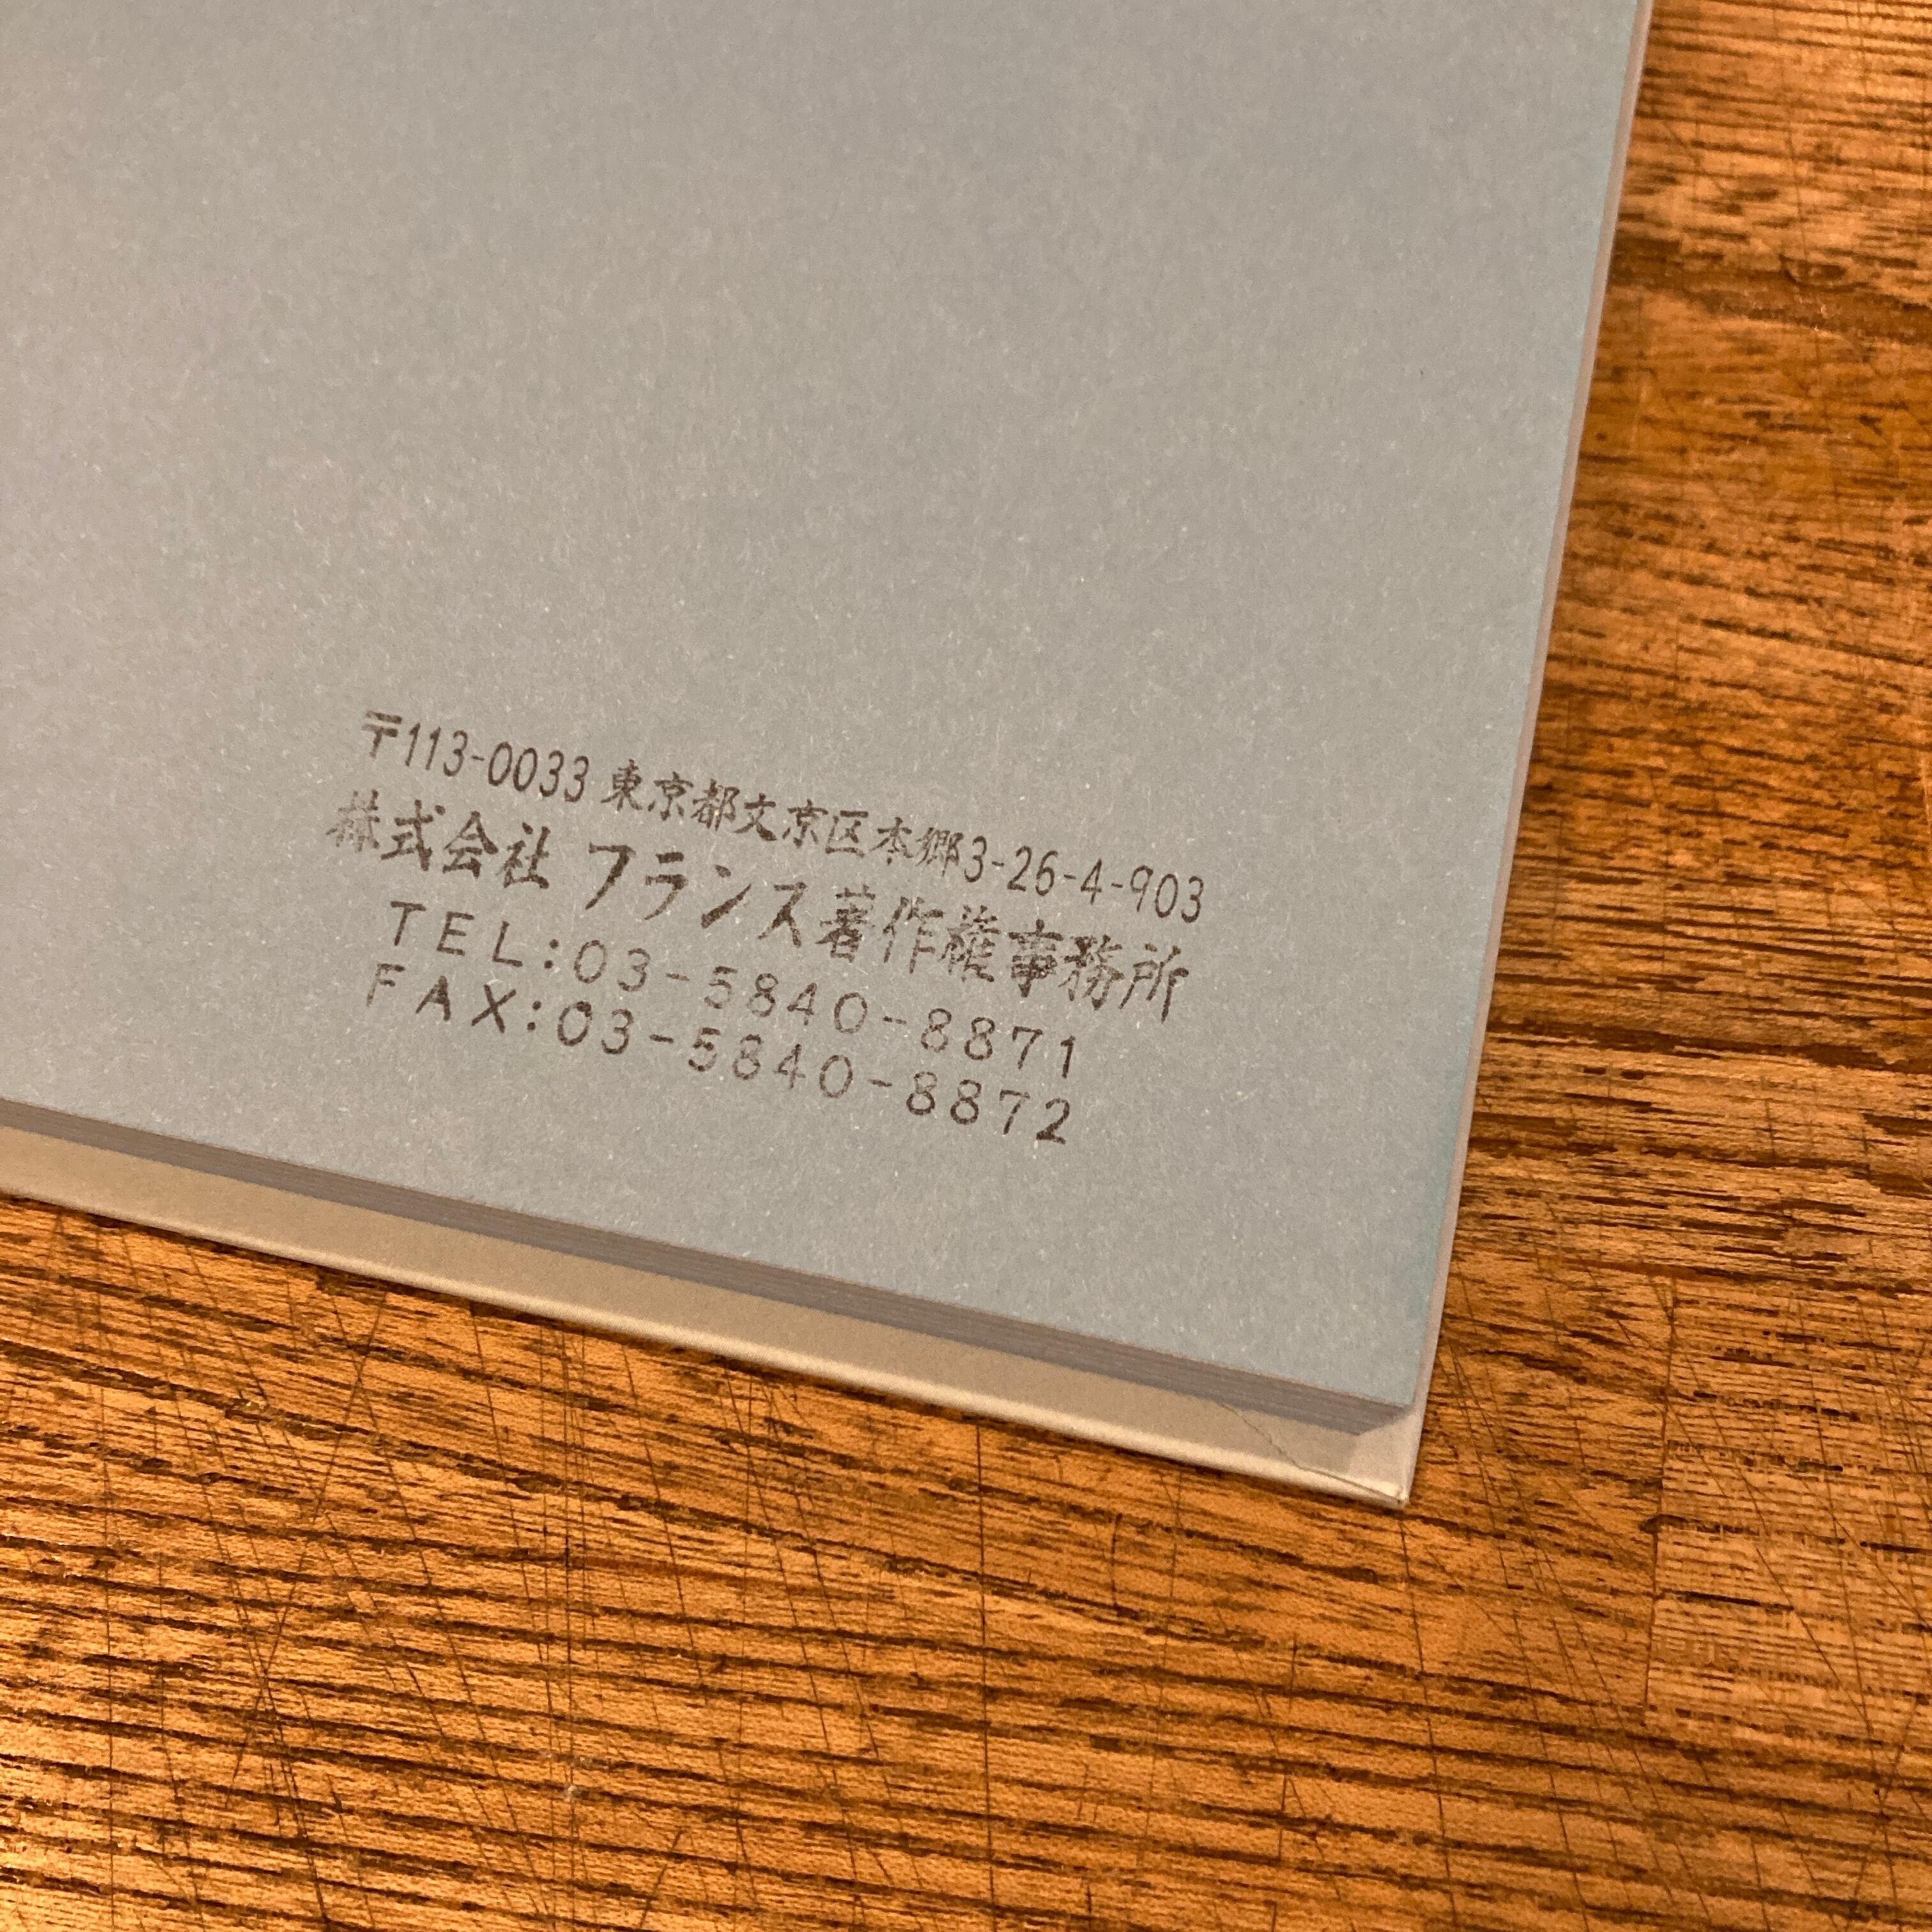 〒113-0033 東京都文京区本郷3-26-4-903
株式会社 フランス著作権事務所
TEL:03-5840-8871
FAX:03-5840-8872